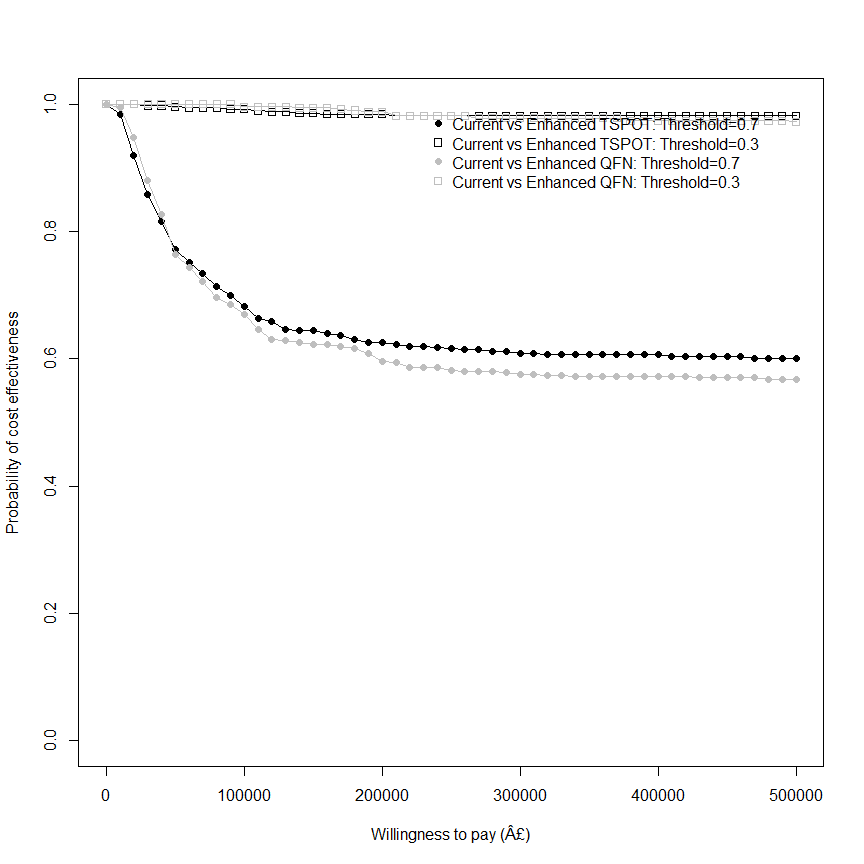 1.0
0.8
0.6
0.4
0.2
0.0
Probability of cost effectiveness
Current vs Enhanced TSPOT: Threshold=0.7
Current vs Enhanced TSPOT: Threshold=0.3
Current vs Enhanced QFN: Threshold=0.7
Current vs Enhanced QFN: Threshold=0.3
0 100000 200000 300000 400000 500000
Willingness to pay (Â£)